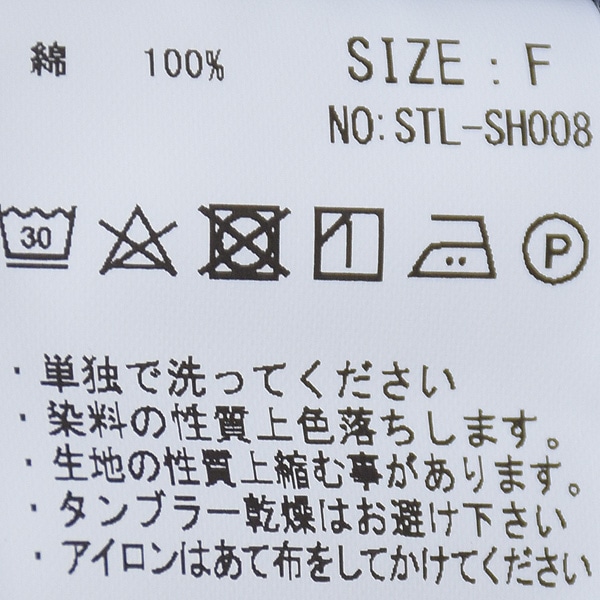 綿 100% SIZE : F
NO:STL-SH008
30 P
・単独で洗ってください
・染料の性質上色落ちします。
・生地の性質上縮む事があります。
・タンブラー乾燥はお避け下さい
・アイロンはあて布をしてかけてください